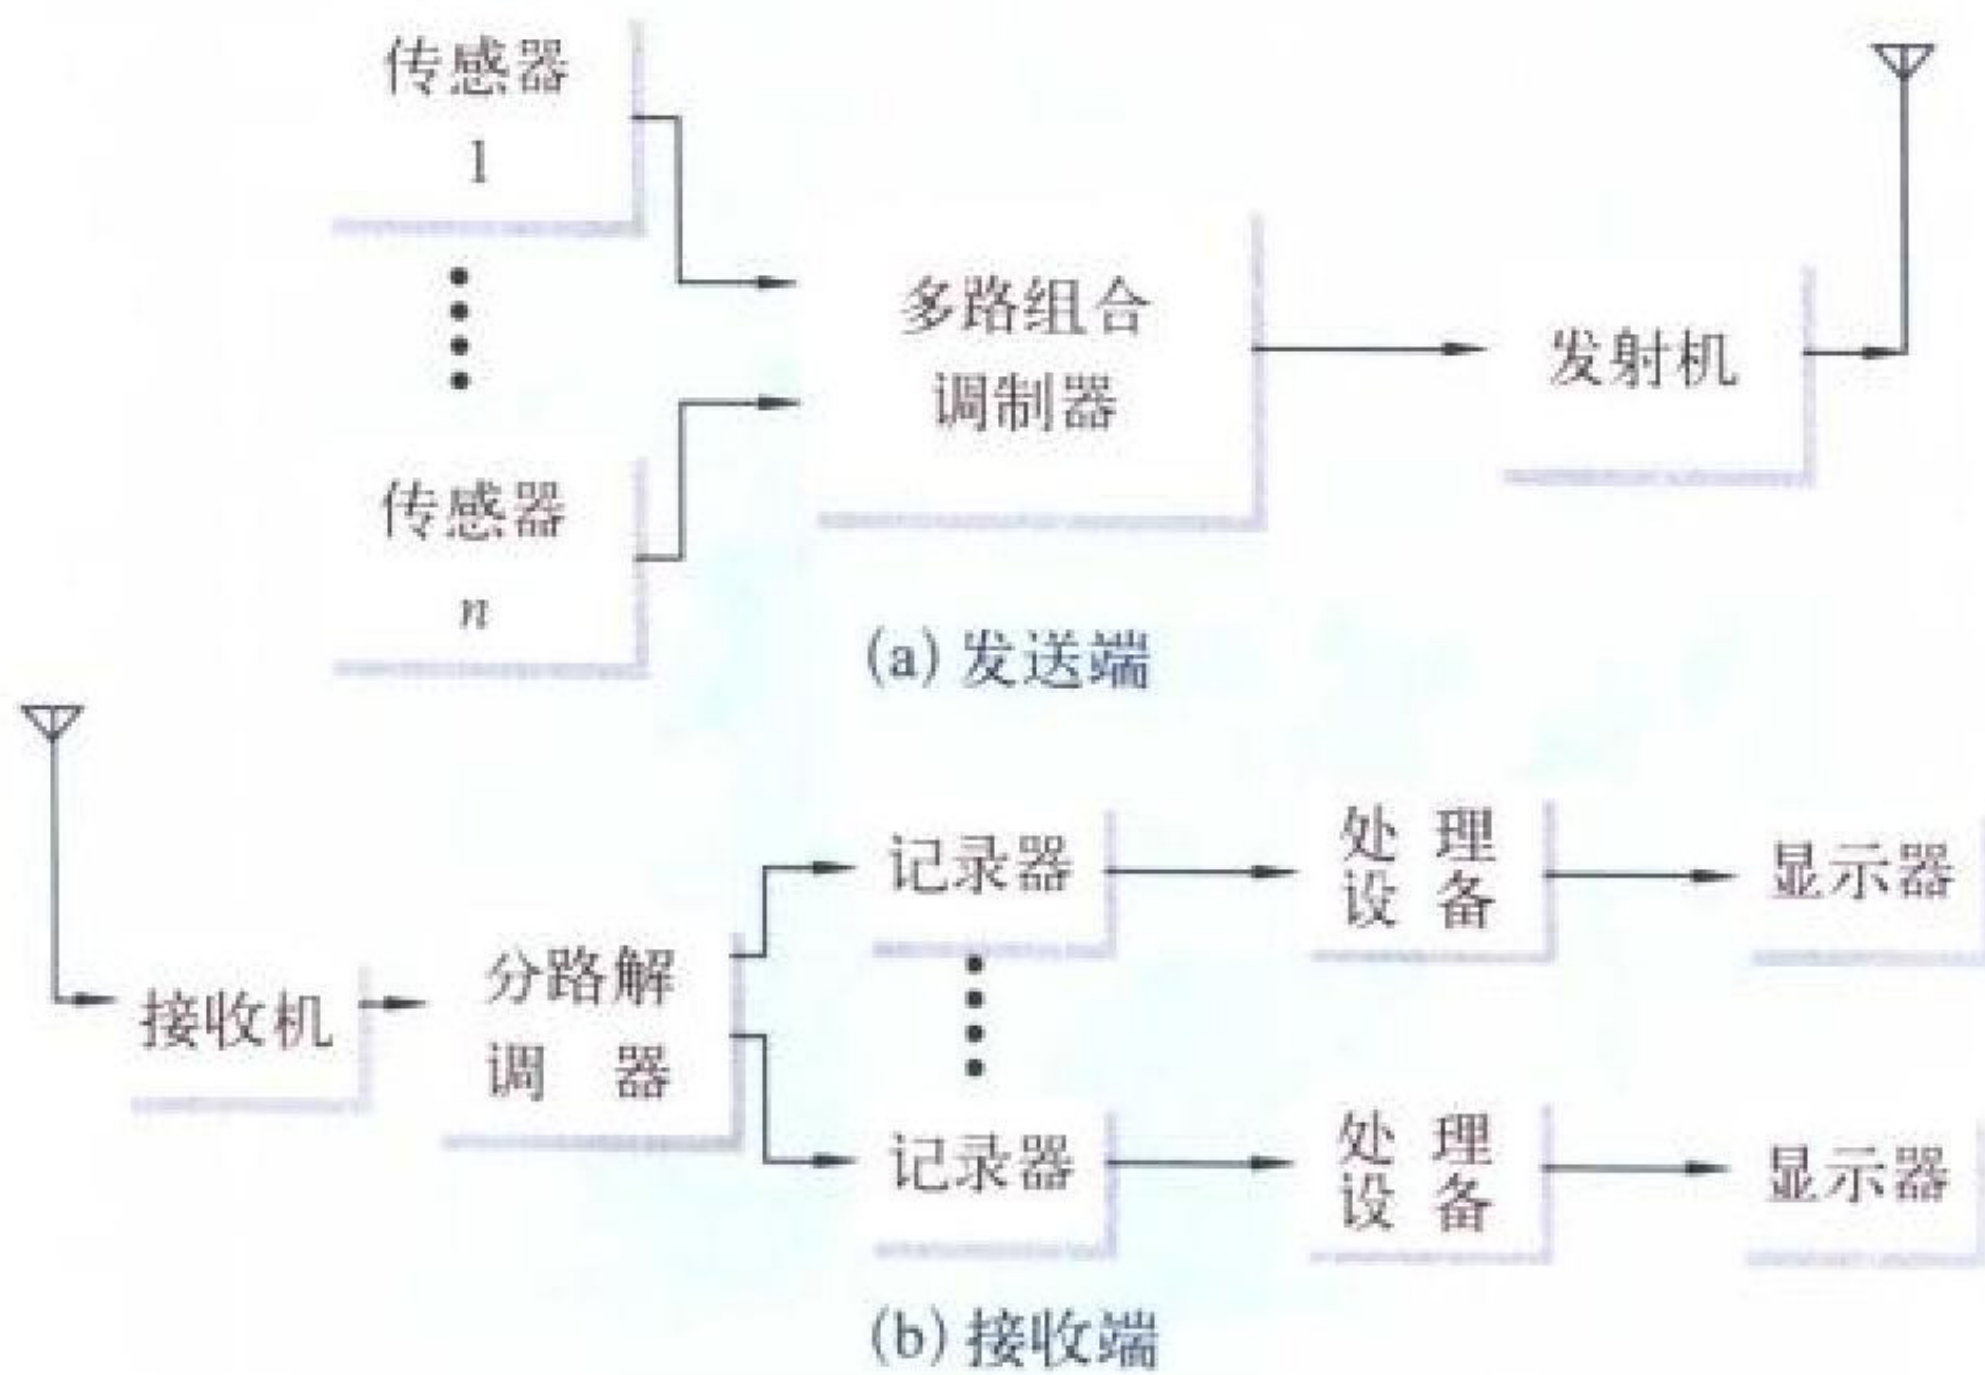 传感器
1
多路组合
调制器
发射机
传感器
n
(a) 发送端
接收机
分路解
调 器
记录器
处 理
设 备
显示器
记录器
处 理
设 备
显示器
(b) 接收端